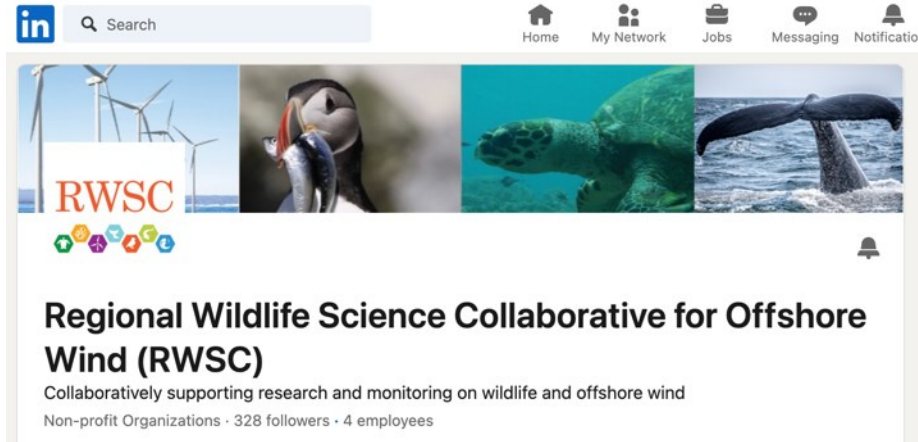 in
Search
Home
My Network
Jobs
Messaging
Notificatio
RWSC
Regional Wildlife Science Collaborative for Offshore
Wind (RWSC)
Collaboratively supporting research and monitoring on wildlife and offshore wind
Non-profit Organizations · 328 followers · 4 employees